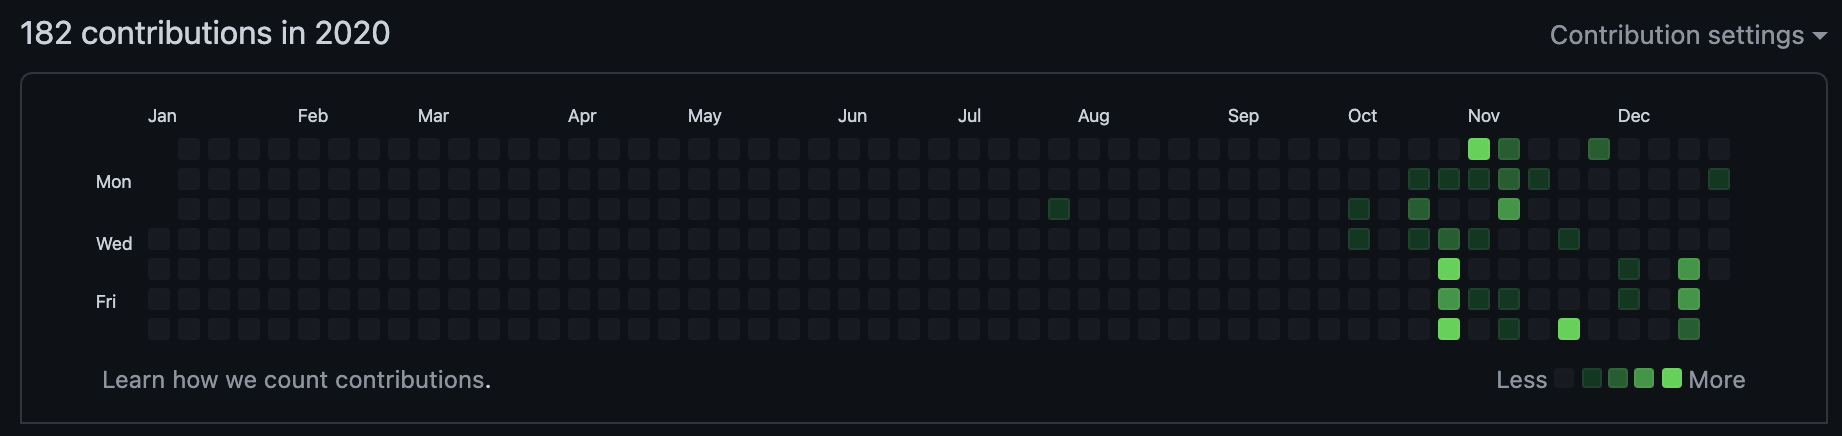 182 contributions in 2020
Contribution settings
Jan Feb Mar Apr May Jun Jul Aug Sep Oct Nov Dec
Mon
Wed
Fri
Learn how we count contributions.
Less More